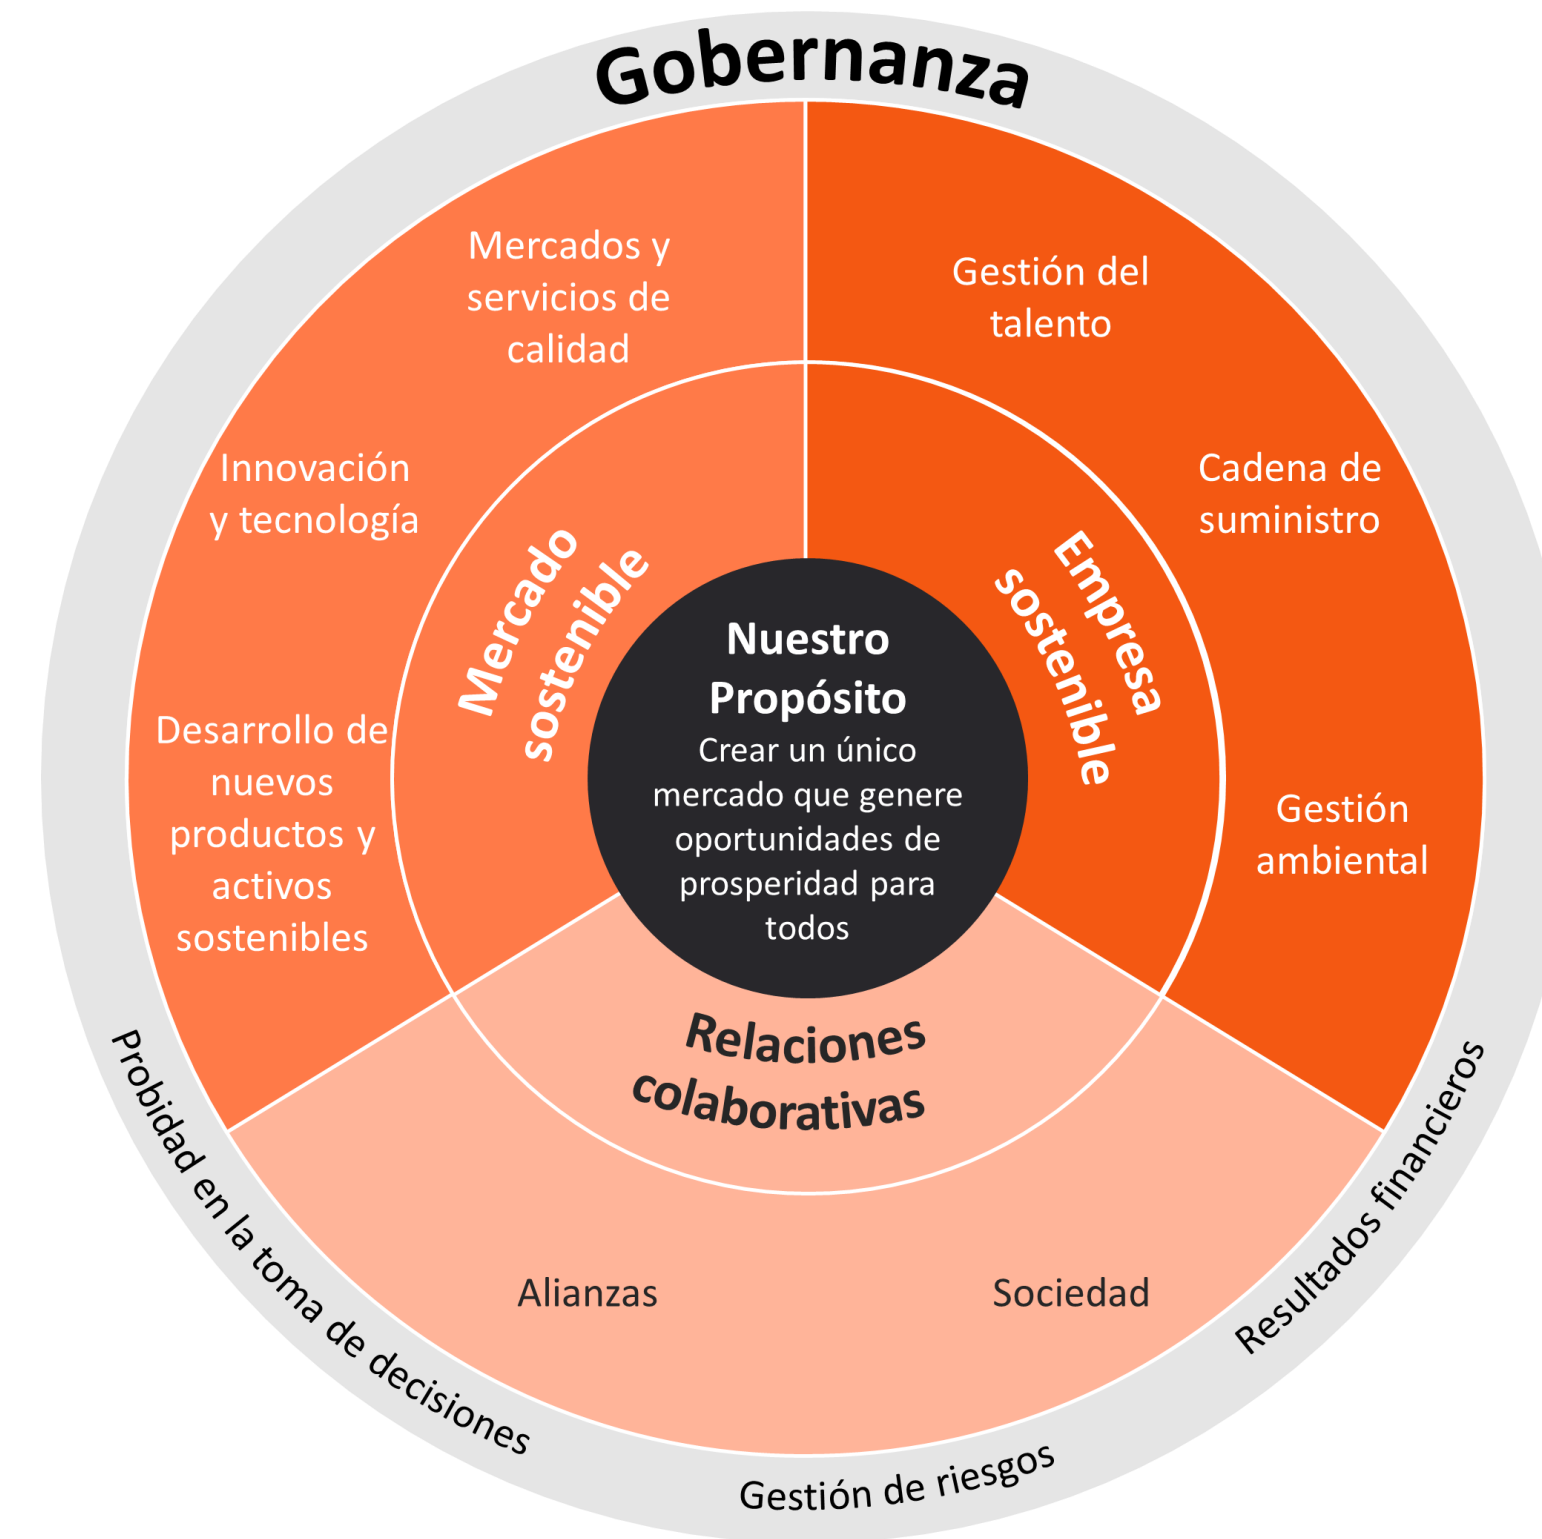 Gobernanza
Mercados y
servicios de
calidad
Gestión del
talento
Innovación
y tecnología
Cadena de
suministro
Mercado
sostenible
Empresa
sostenible
Nuestro
Propósito
Crear un único
mercado que genere
oportunidades de
prosperidad para
todos
Desarrollo de
nuevos
productos y
activos
sostenibles
Gestión
ambiental
Relaciones
colaborativas
Alianzas
Sociedad
Probidad en la toma de decisiones
Gestión de riesgos
Resultados financieros